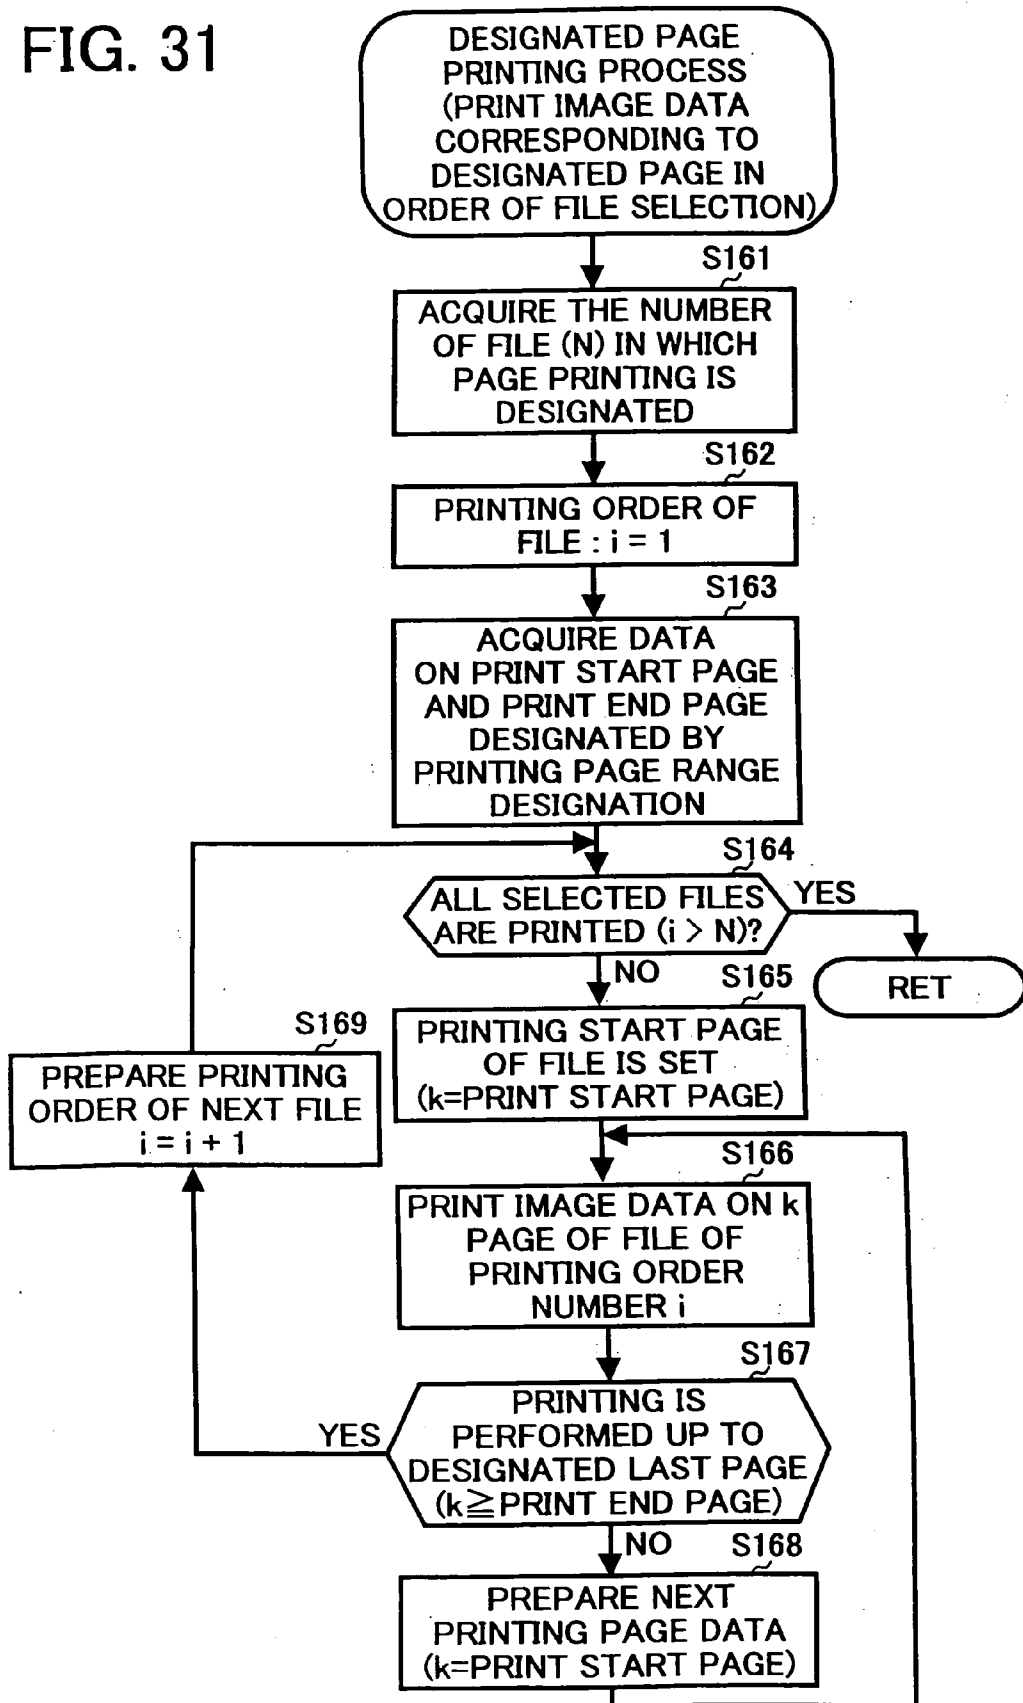 FIG. 31
DESIGNATED PAGE
PRINTING PROCESS
(PRINT IMAGE DATA
CORRESPONDING TO
DESIGNATED PAGE IN
ORDER OF FILE SELECTION)
S161
ACQUIRE THE NUMBER
OF FILE (N) IN WHICH
PAGE PRINTING IS
DESIGNATED
S162
PRINTING ORDER OF
FILE : i = 1
S163
ACQUIRE DATA
ON PRINT START PAGE
AND PRINT END PAGE
DESIGNATED BY
PRINTING PAGE RANGE
DESIGNATION
S164
ALL SELECTED FILES
ARE PRINTED (i > N)?
YES
RET
NO
S165
PRINTING START PAGE
OF FILE IS SET
(k=PRINT START PAGE)
S169
PREPARE PRINTING
ORDER OF NEXT FILE
i = i + 1
S166
PRINT IMAGE DATA ON k
PAGE OF FILE OF
PRINTING ORDER
NUMBER i
S167
PRINTING IS
PERFORMED UP TO
DESIGNATED LAST PAGE
(k≧PRINT END PAGE)
YES
NO
S168
PREPARE NEXT
PRINTING PAGE DATA
(k=PRINT START PAGE)